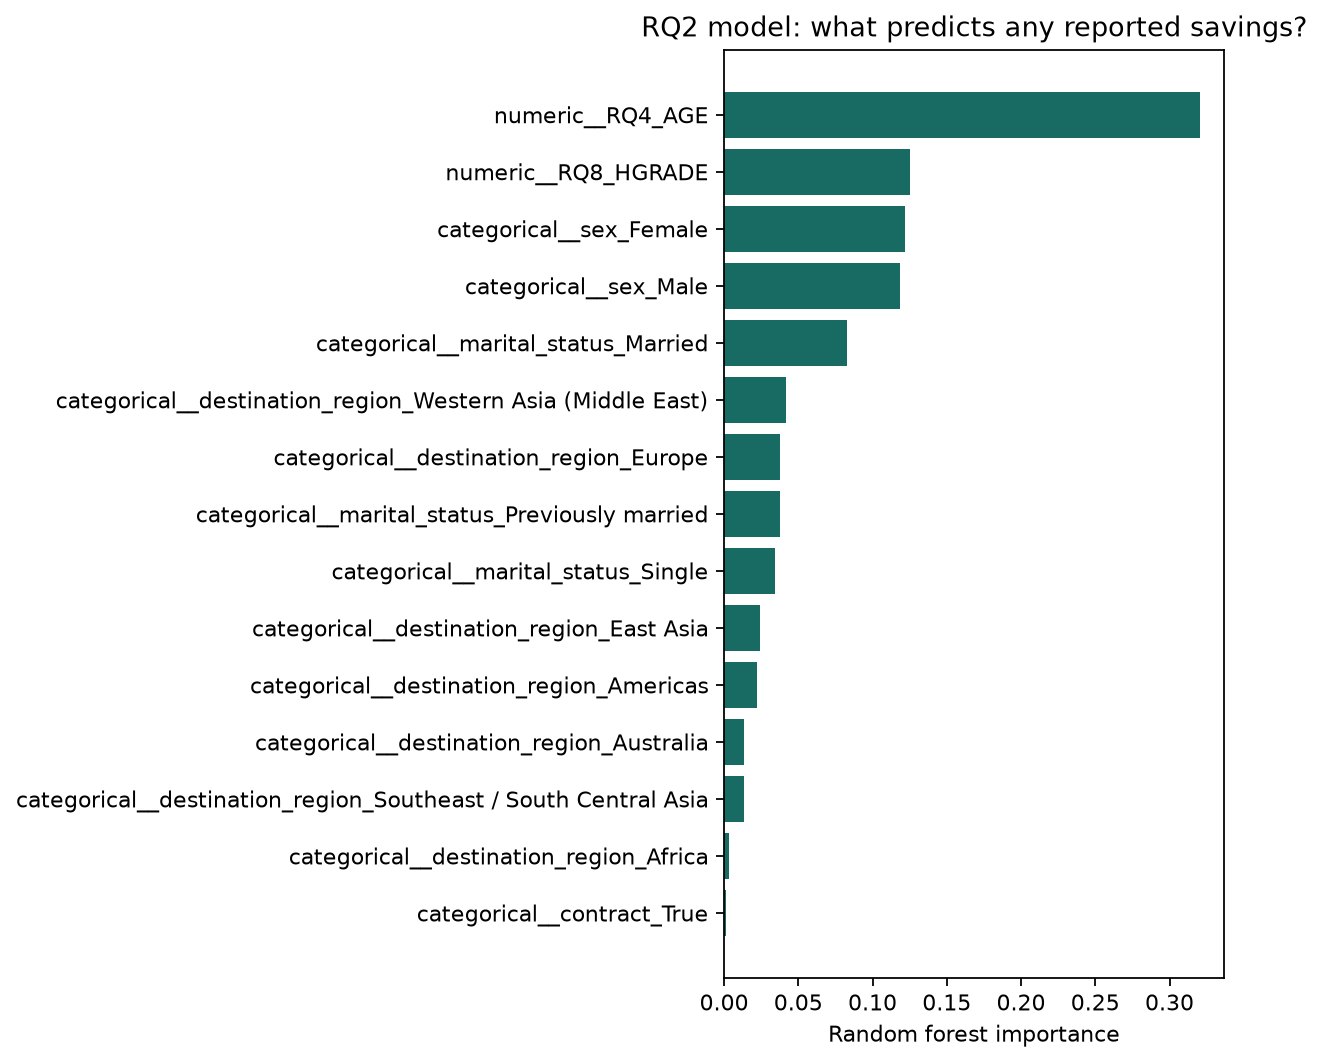 RQ2 model: what predicts any reported savings?
numeric__RQ4_AGE
numeric__RQ8_HGRADE
categorical__sex_Female
categorical__sex_Male
categorical__marital_status_Married
categorical__destination_region_Western Asia (Middle East)
categorical__destination_region_Europe
categorical__marital_status_Previously married
categorical__marital_status_Single
categorical__destination_region_East Asia
categorical__destination_region_Americas
categorical__destination_region_Australia
categorical__destination_region_Southeast / South Central Asia
categorical__destination_region_Africa
categorical__contract_True
0.00 0.05 0.10 0.15 0.20 0.25 0.30
Random forest importance